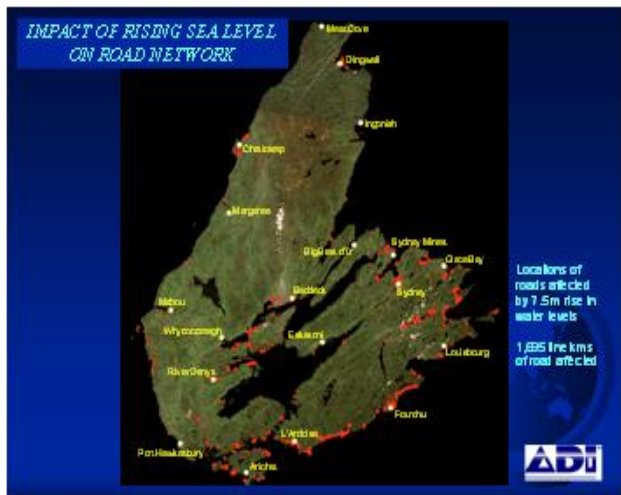 IMPACT OF RISING SEA LEVEL
ON ROAD NETWORK
Meat Cove
Dingwall
Ingonish
Cheticamp
Margaree
Big Bras d'Or
Sydney Mines
Glace Bay
Baddeck
Sydney
Mabou
Whycocomagh
Eskasoni
Louisbourg
River Denys
Fourchu
L'Ardoise
Port Hawkesbury
Arichat
Locations of
roads affected
by 7.5m rise in
water levels
line kms
of road affected
ADI